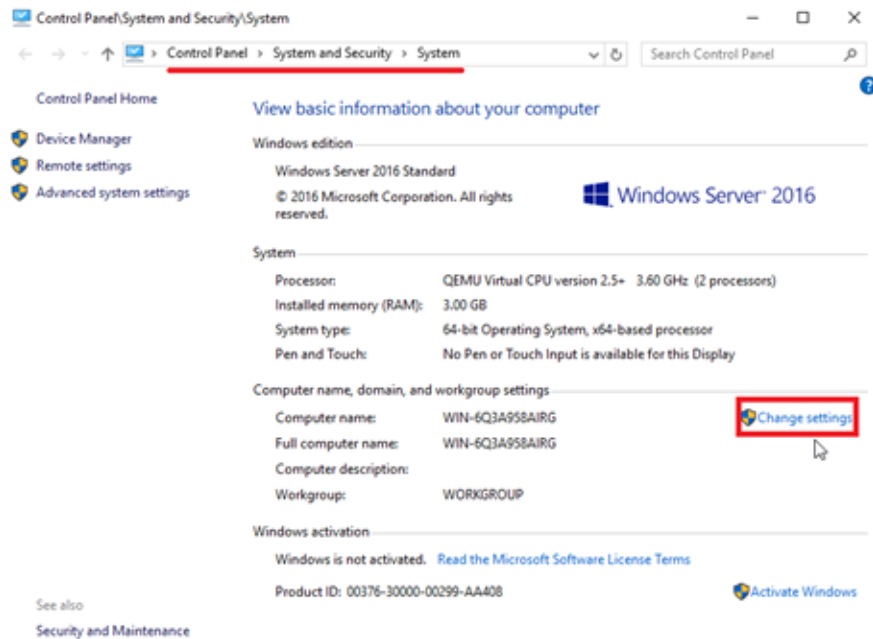 Control Panel\System and Security\System
Control Panel > System and Security > System
Search Control Panel
?
Control Panel Home
Device Manager
Remote settings
Advanced system settings
View basic information about your computer
Windows edition
Windows Server 2016 Standard
© 2016 Microsoft Corporation. All rights
reserved.
Windows Server 2016
System
Processor: QEMU Virtual CPU version 2.5+ 3.60 GHz (2 processors)
Installed memory (RAM): 3.00 GB
System type: 64-bit Operating System, x64-based processor
Pen and Touch: No Pen or Touch Input is available for this Display
Computer name, domain, and workgroup settings
Computer name: WIN-6Q3A958AIRG
Change settings
Full computer name: WIN-6Q3A958AIRG
Computer description:
Workgroup: WORKGROUP
Windows activation
Windows is not activated. Read the Microsoft Software License Terms
Product ID: 00376-30000-00299-AA408
Activate Windows
See also
Security and Maintenance